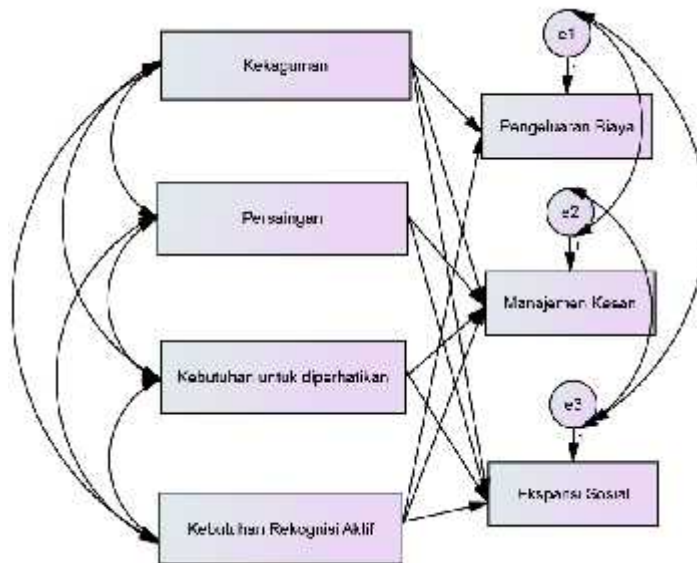 Kekaguman
e1
Pengeluaran Biaya
Persaingan
e2
Manajemen Kesan
Kebutuhan untuk diperhatikan
e3
Kebutuhan Rekognisi Aktif
Ekspansi Sosial